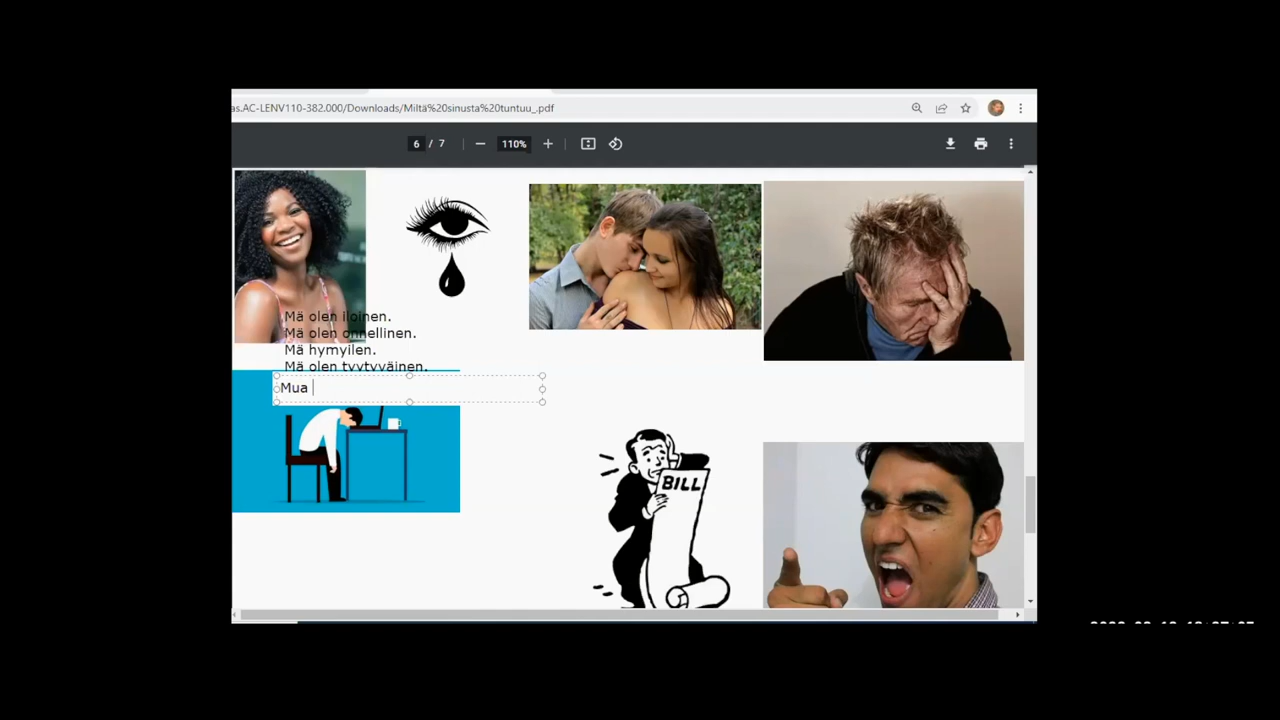 as.AC-LENV110-382.000/Downloads/Miltä%20sinusta%20tuntuu_.pdf
6 / 7
110%
Mä olen iloinen.
Mä olen onnellinen.
Mä hymyilen.
Mä olen tyytyväinen.
Mua
BILL